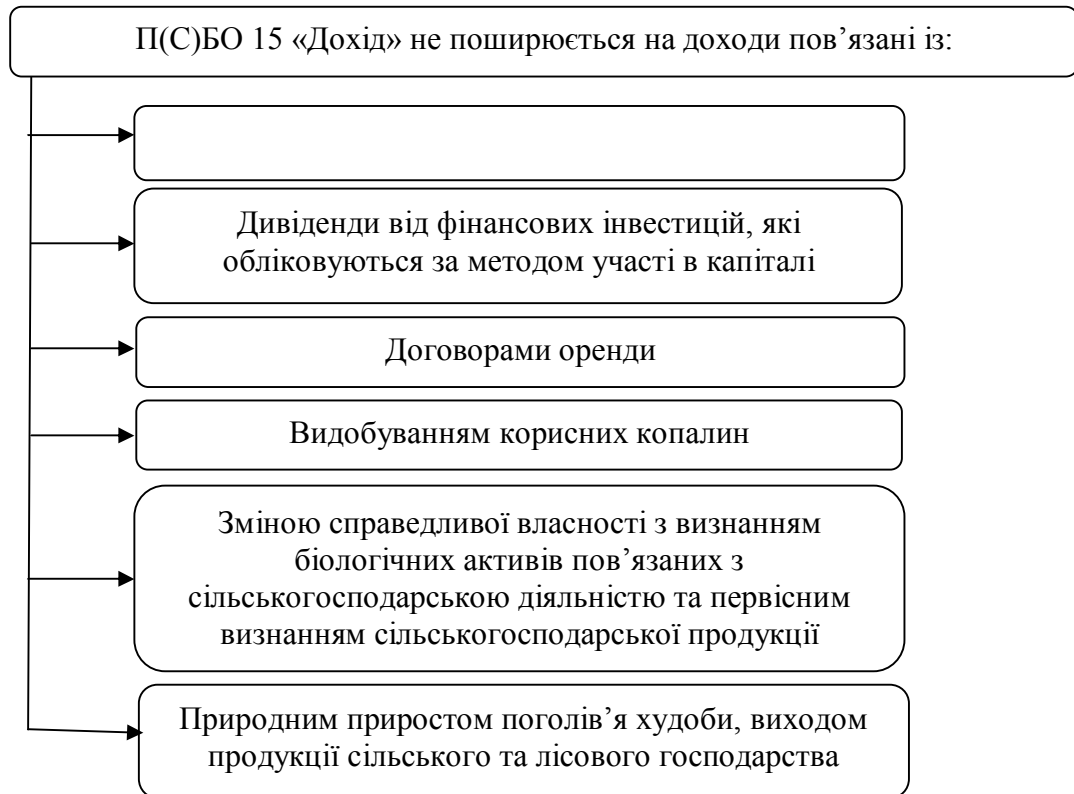 П(С)БО 15 «Дохід» не поширюється на доходи пов’язані із:
Дивіденди від фінансових інвестицій, які
обліковуються за методом участі в капіталі
Договорами оренди
Видобуванням корисних копалин
Зміною справедливої власності з визнанням
біологічних активів пов’язаних з
сільськогосподарською діяльністю та первісним
визнанням сільськогосподарської продукції
Природним приростом поголів’я худоби, виходом
продукції сільського та лісового господарства